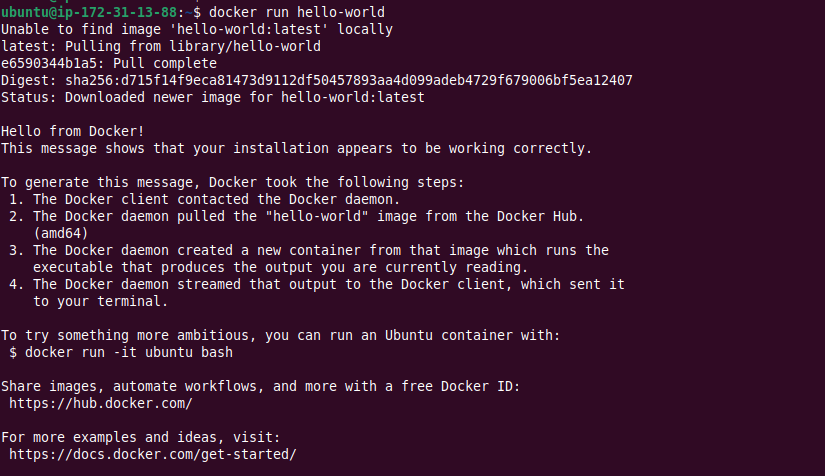 ubuntu@ip-172-31-13-88:~$ docker run hello-world
Unable to find image 'hello-world:latest' locally
latest: Pulling from library/hello-world
e6590344b1a5: Pull complete
Digest: sha256:d715f14f9eca81473d9112df50457893aa4d099adeb4729f679006bf5ea12407
Status: Downloaded newer image for hello-world:latest

Hello from Docker!
This message shows that your installation appears to be working correctly.

To generate this message, Docker took the following steps:
 1. The Docker client contacted the Docker daemon.
 2. The Docker daemon pulled the "hello-world" image from the Docker Hub.
    (amd64)
 3. The Docker daemon created a new container from that image which runs the
    executable that produces the output you are currently reading.
 4. The Docker daemon streamed that output to the Docker client, which sent it
    to your terminal.

To try something more ambitious, you can run an Ubuntu container with:
 $ docker run -it ubuntu bash

Share images, automate workflows, and more with a free Docker ID:
 https://hub.docker.com/

For more examples and ideas, visit:
 https://docs.docker.com/get-started/